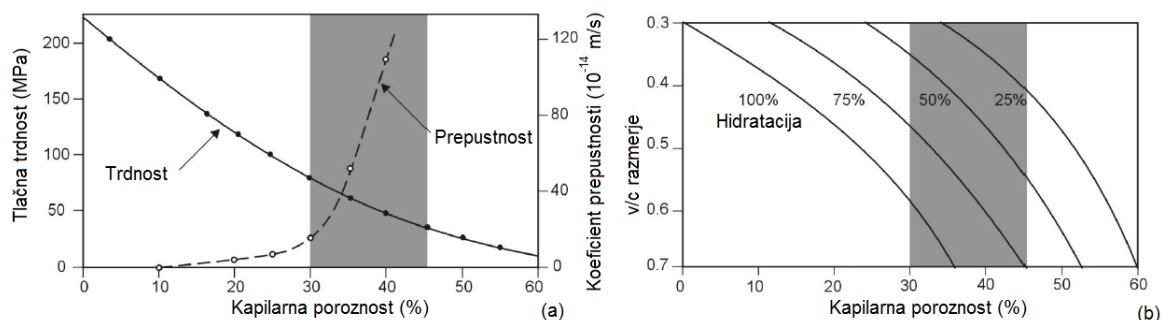 Tlačna trdnost (MPa)
200
150
100
50
0
Trdnost
Prepustnost
120
80
40
0
Koeficient prepustnosti (10⁻¹⁴ m/s)
0 10 20 30 40 50 60
Kapilarna poroznost (%)
(a)
v/c razmerje
0.3
0.4
0.5
0.6
0.7
100% 75% 50% 25%
Hidratacija
0 10 20 30 40 50 60
Kapilarna poroznost (%)
(b)